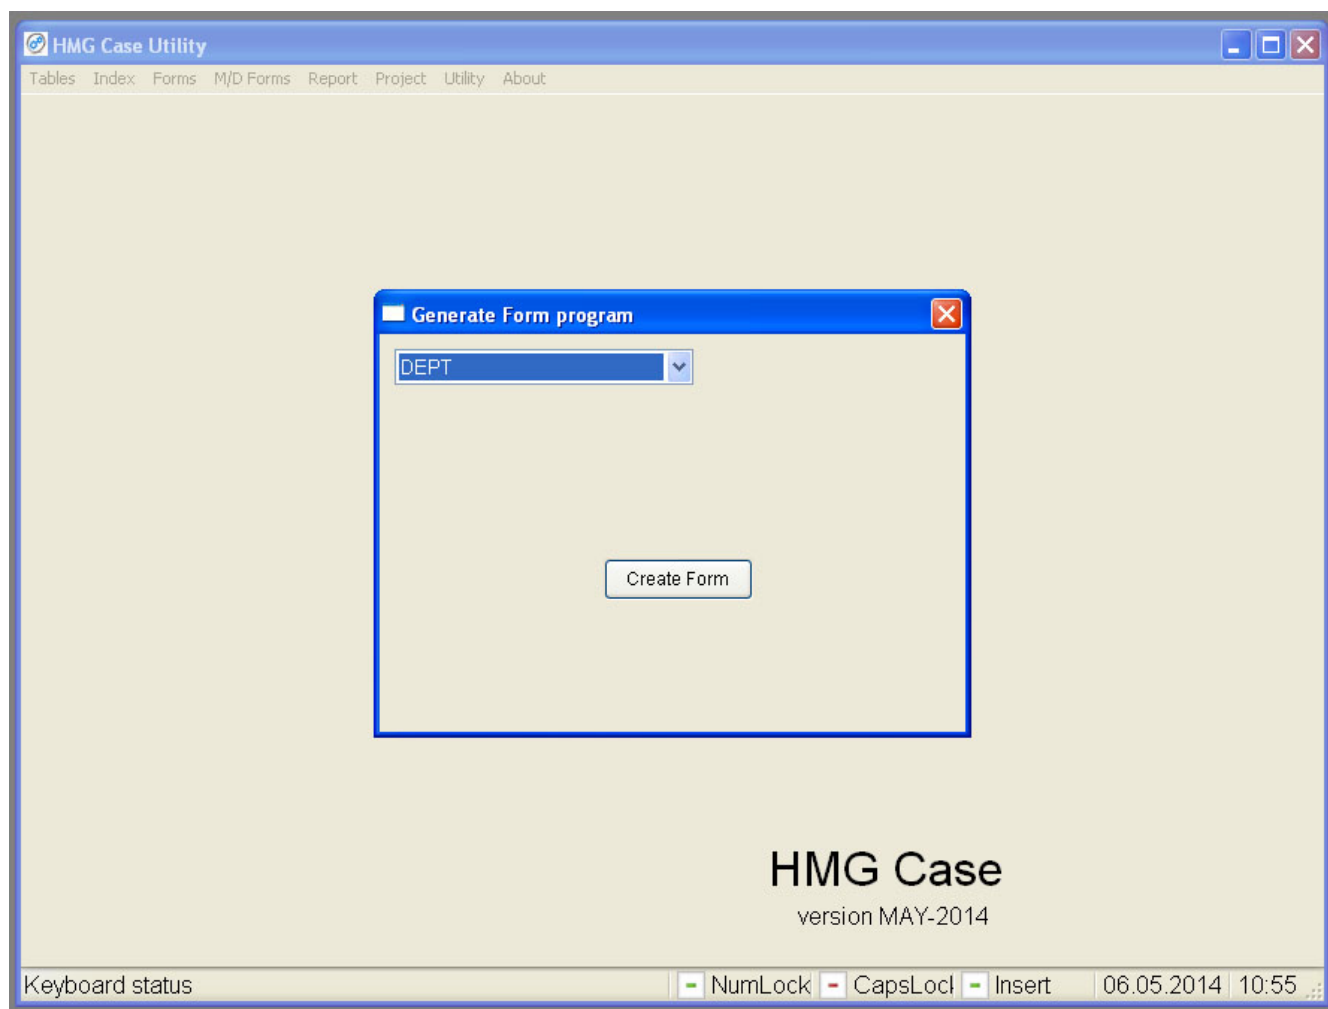 HMG Case Utility
Tables Index Forms M/D Forms Report Project Utility About
Generate Form program
DEPT
Create Form
HMG Case
version MAY-2014
Keyboard status NumLock CapsLocl Insert 06.05.2014 10:55